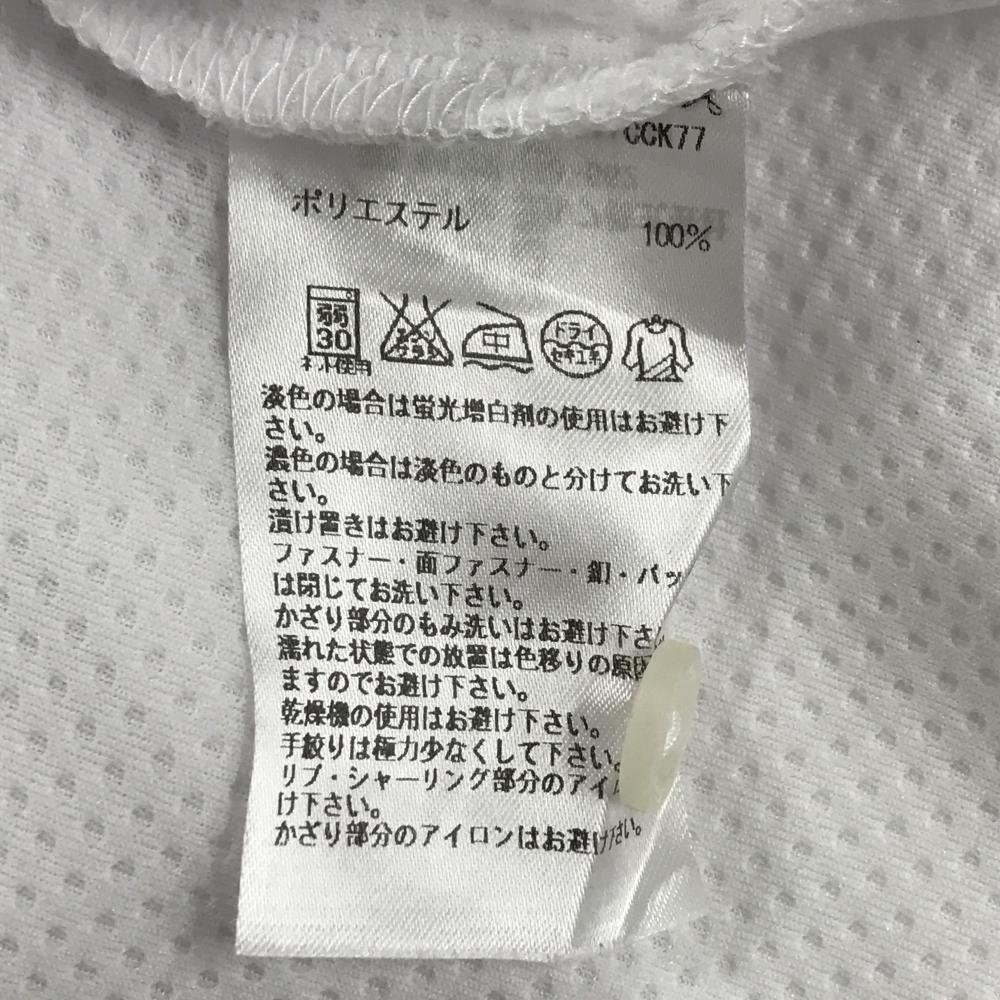 CCK77
ポリエステル 100%
弱
30
ネット使用
中
ドライ
セキユ系
淡色の場合は蛍光増白剤の使用はお避け下
さい。
濃色の場合は淡色のものと分けてお洗い下
さい。
漬け置きはお避け下さい。
ファスナー・面ファスナー・釦・パッ
は閉じてお洗い下さい。
かざり部分のもみ洗いはお避け下さ
濡れた状態での放置は色移りの原因
ますのでお避け下さい。
乾燥機の使用はお避け下さい。
手絞りは極力少なくして下さい。
リブ・シャーリング部分のアイ
け下さい。
かざり部分のアイロンはお避け下さい。